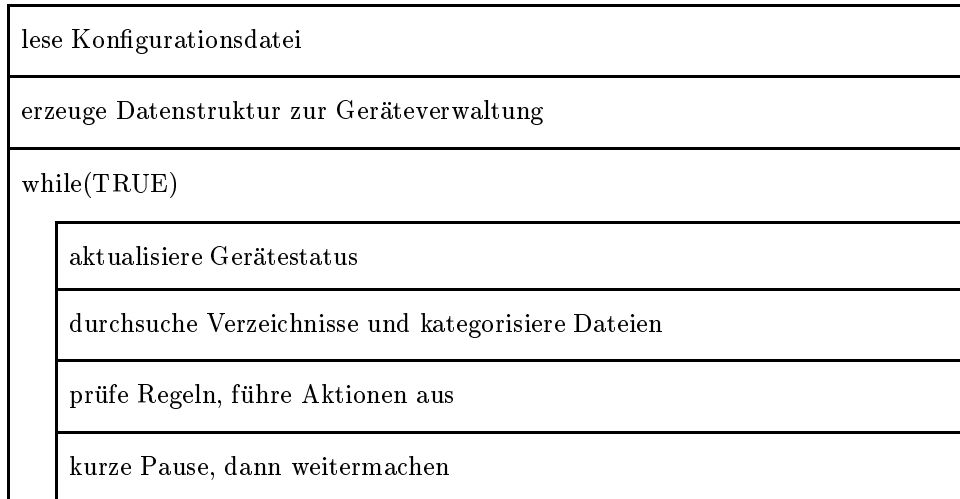 lese Konfigurationsdatei
erzeuge Datenstruktur zur Geräteverwaltung
while(TRUE)
aktualisiere Gerätestatus
durchsuche Verzeichnisse und kategorisiere Dateien
prüfe Regeln, führe Aktionen aus
kurze Pause, dann weitermachen